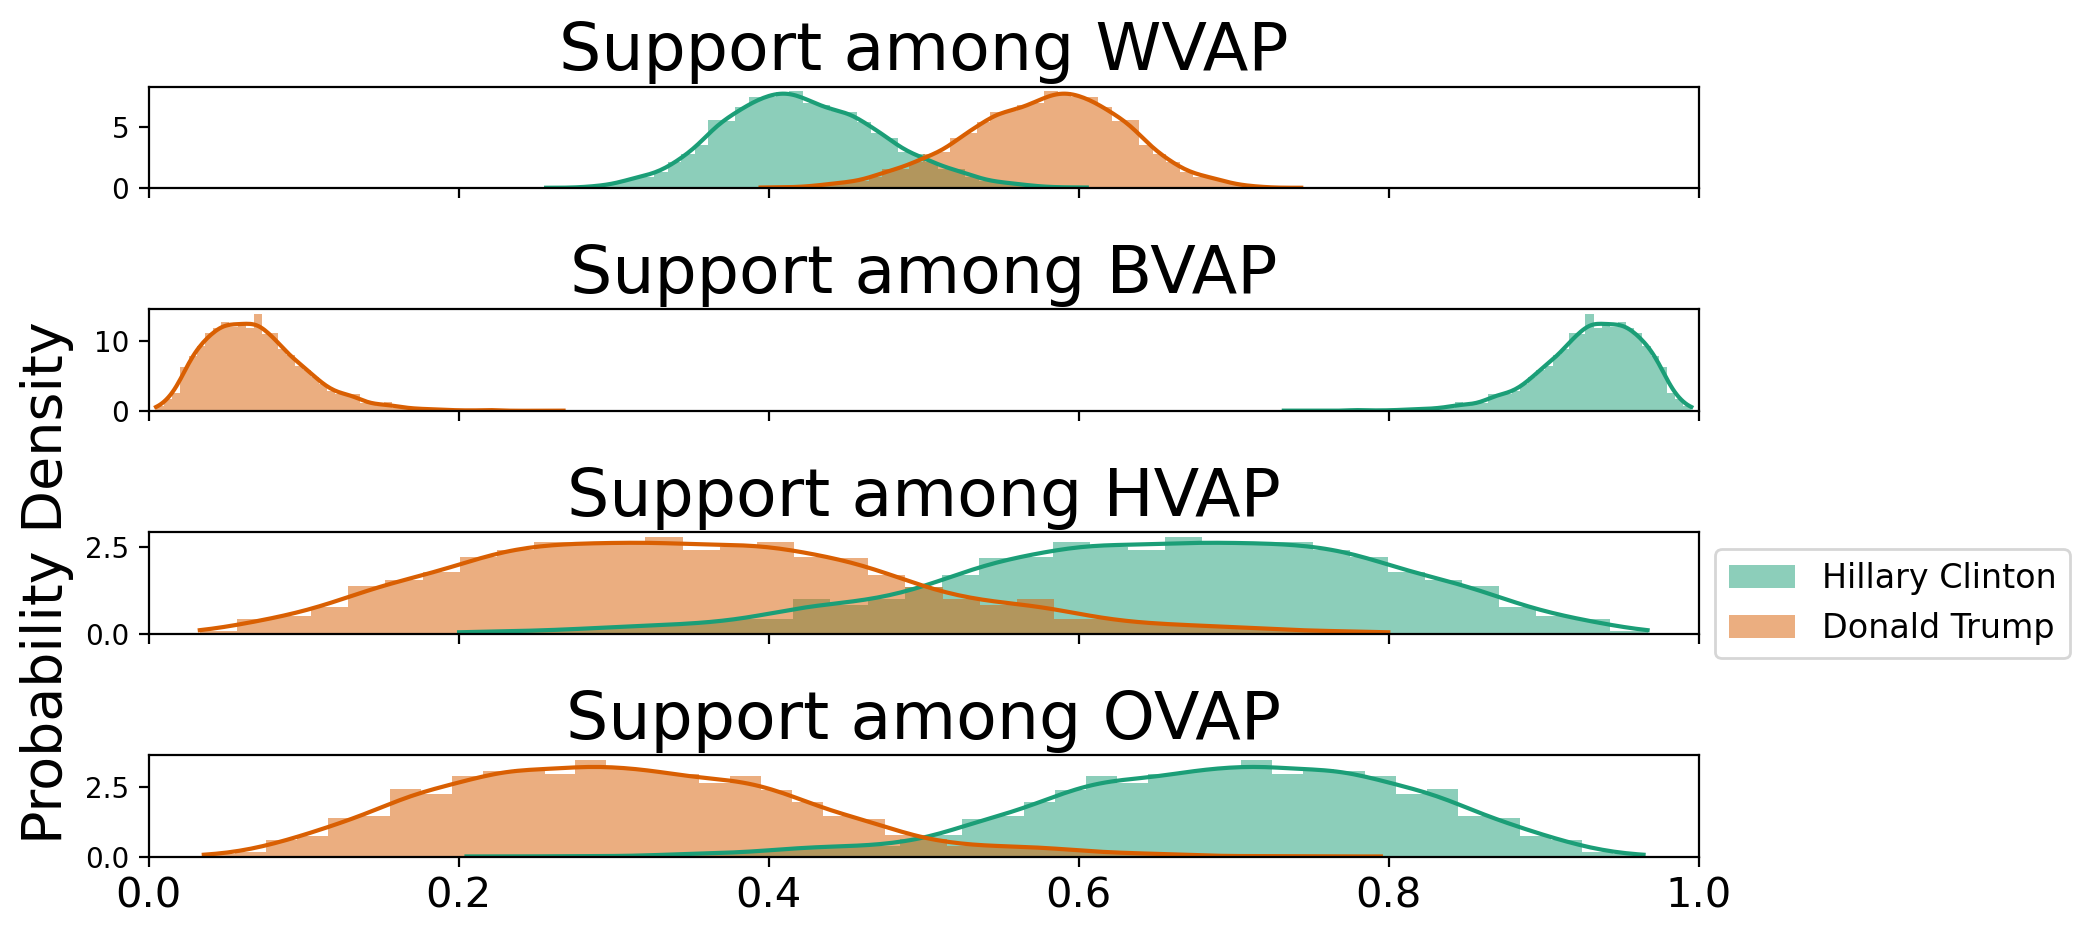 Support among WVAP
5
0
Support among BVAP
10
0
Support among HVAP
2.5
0.0
Support among OVAP
2.5
0.0
0.0 0.2 0.4 0.6 0.8 1.0
Probability Density
Hillary Clinton
Donald Trump